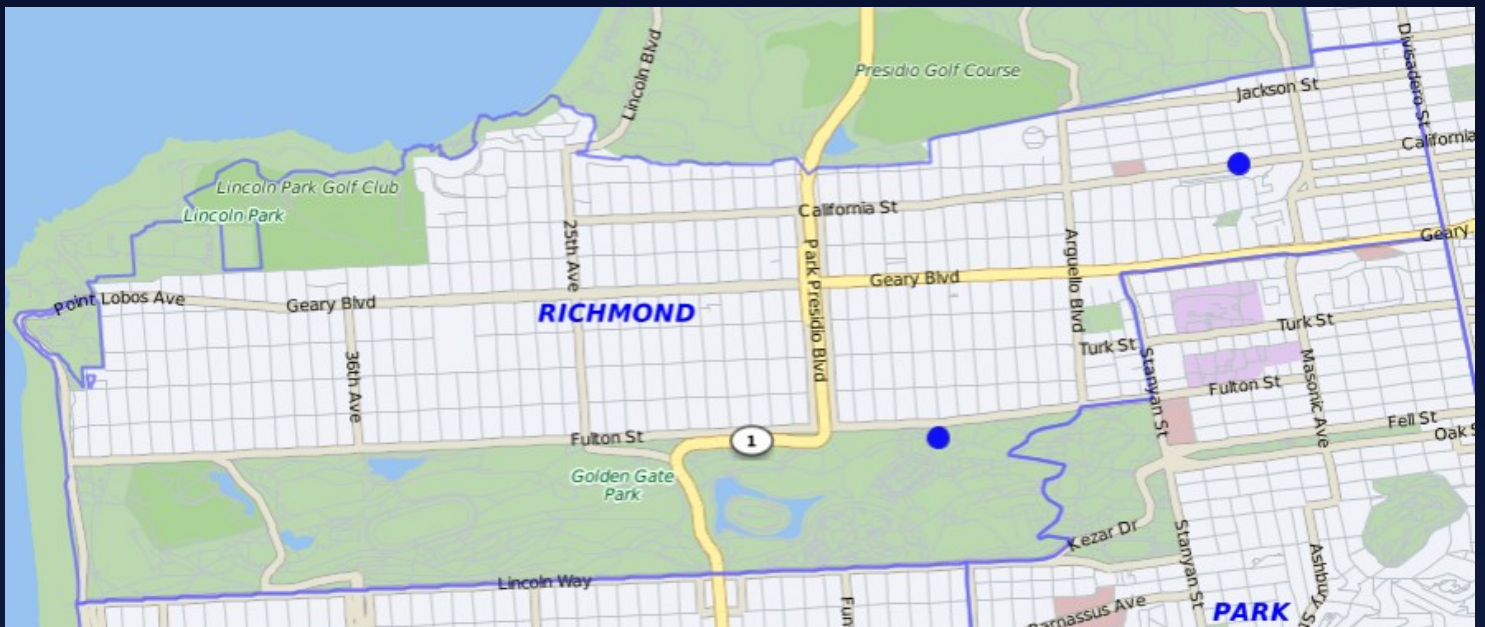 Lincoln Blvd
Divisadero St
Presidio Golf Course
Jackson St
California
Lincoln Park Golf Club
Lincoln Park
California St
25th Ave
Park Presidio Blvd
Arguello Blvd
Geary
Point Lobos Ave
Geary Blvd
Geary Blvd
RICHMOND
Turk St
Turk St
36th Ave
Stanyan St
Masonic Ave
Fulton St
Fulton St
1
Fell St
Oak S
Golden Gate
Park
Kezar Dr
Stanyan St
Lincoln Way
Ashbury S
Fun
Parnassus Ave
PARK